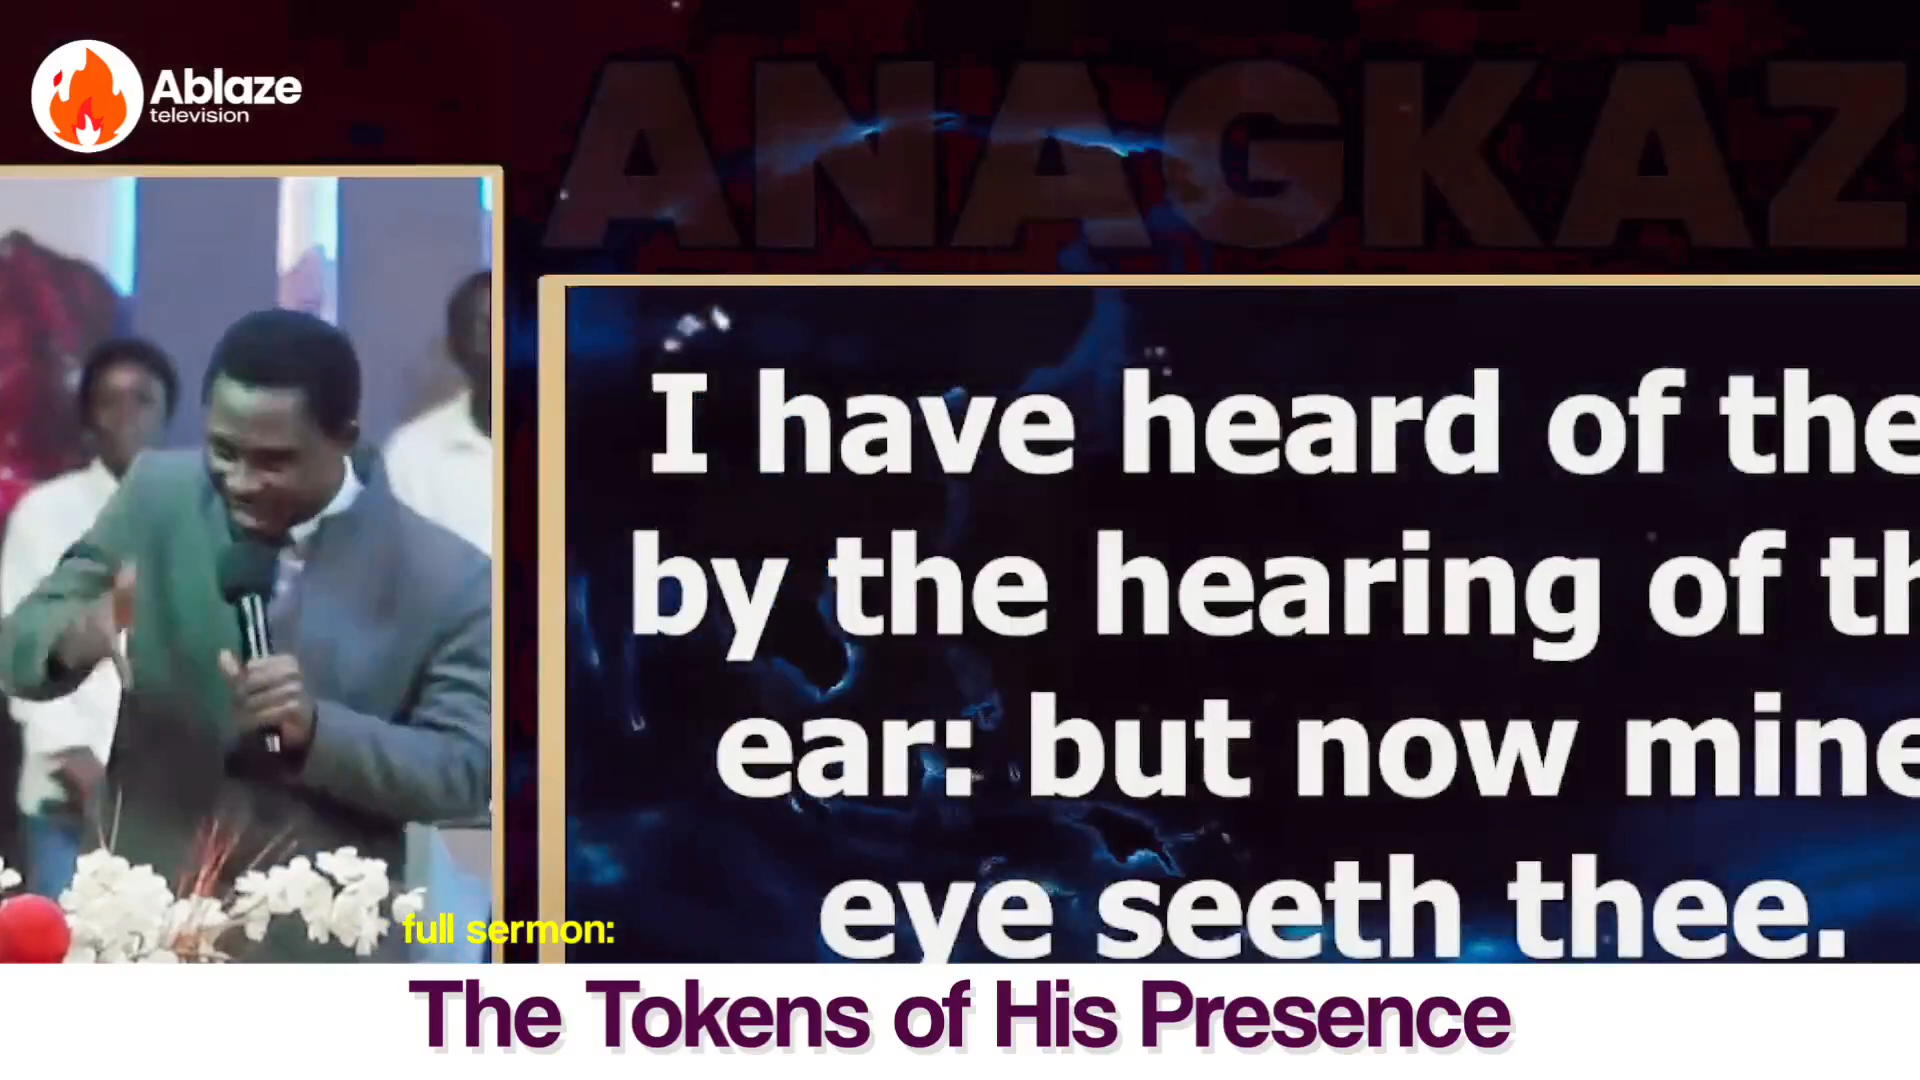 Ablaze
television
ANAGKAZ
I have heard of the
by the hearing of th
ear: but now mine
eye seeth thee.
full sermon:
The Tokens of His Presence